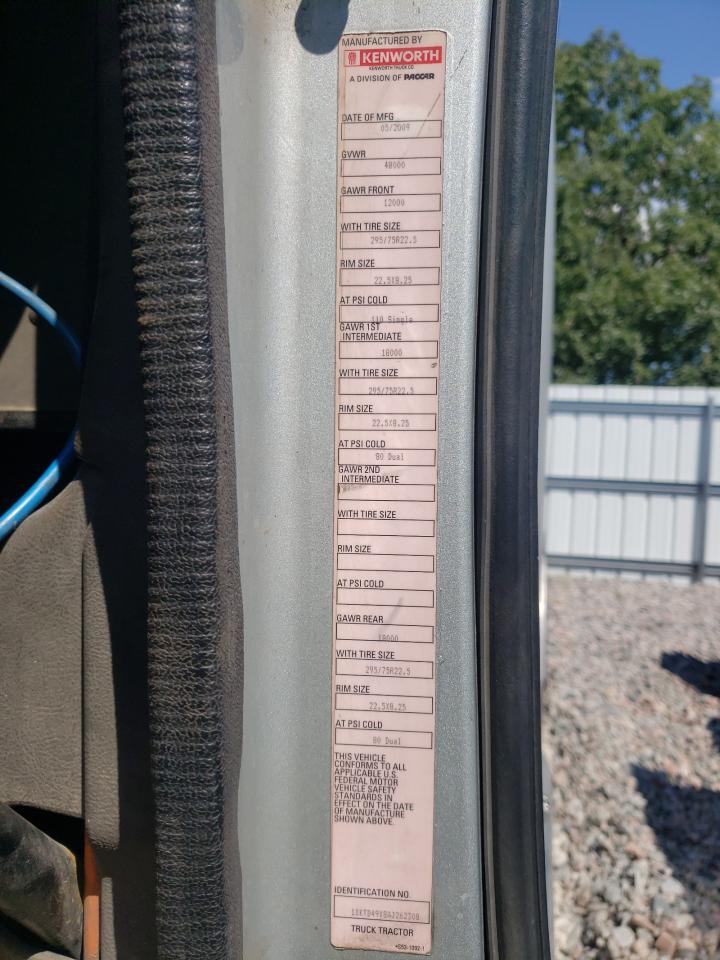 MANUFACTURED BY
KENWORTH
KENWORTH TRUCK CO.
A DIVISION OF PACCAR
DATE OF MFG
05/2009
GVWR
48000
GAWR FRONT
12000
WITH TIRE SIZE
295/75R22.5
RIM SIZE
22.5X8.25
AT PSI COLD
110 Single
GAWR 1ST
INTERMEDIATE
18000
WITH TIRE SIZE
295/75R22.5
RIM SIZE
22.5X8.25
AT PSI COLD
80 Dual
GAWR 2ND
INTERMEDIATE
WITH TIRE SIZE
RIM SIZE
AT PSI COLD
GAWR REAR
18000
WITH TIRE SIZE
295/75R22.5
RIM SIZE
22.5X8.25
AT PSI COLD
80 Dual
THIS VEHICLE
CONFORMS TO ALL
APPLICABLE U.S.
FEDERAL MOTOR
VEHICLE SAFETY
STANDARDS IN
EFFECT ON THE DATE
OF MANUFACTURE
SHOWN ABOVE.
IDENTIFICATION NO.
TRUCK TRACTOR